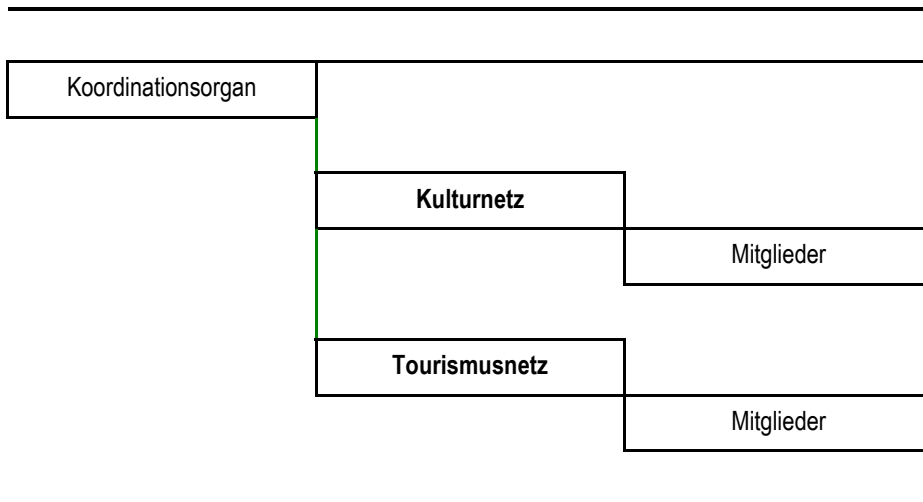 Koordinationsorgan
Kulturnetz
Mitglieder
Tourismusnetz
Mitglieder